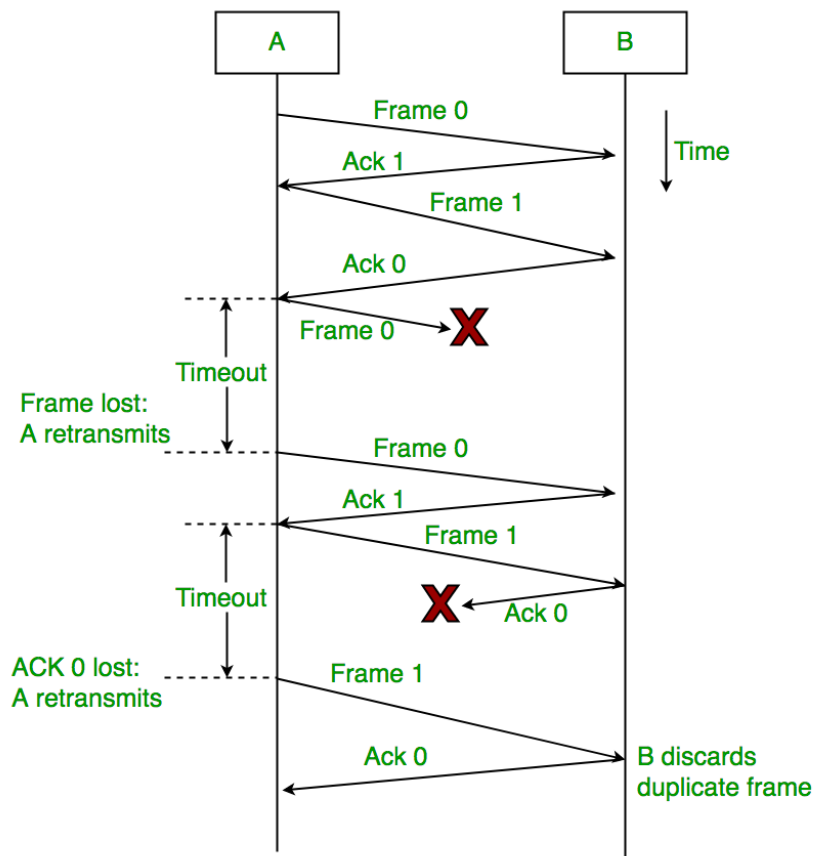 A
B
Frame 0
Time
Ack 1
Frame 1
Ack 0
Frame 0
X
Timeout
Frame lost:
A retransmits
Frame 0
Ack 1
Frame 1
Timeout
X
Ack 0
ACK 0 lost:
A retransmits
Frame 1
Ack 0
B discards
duplicate frame